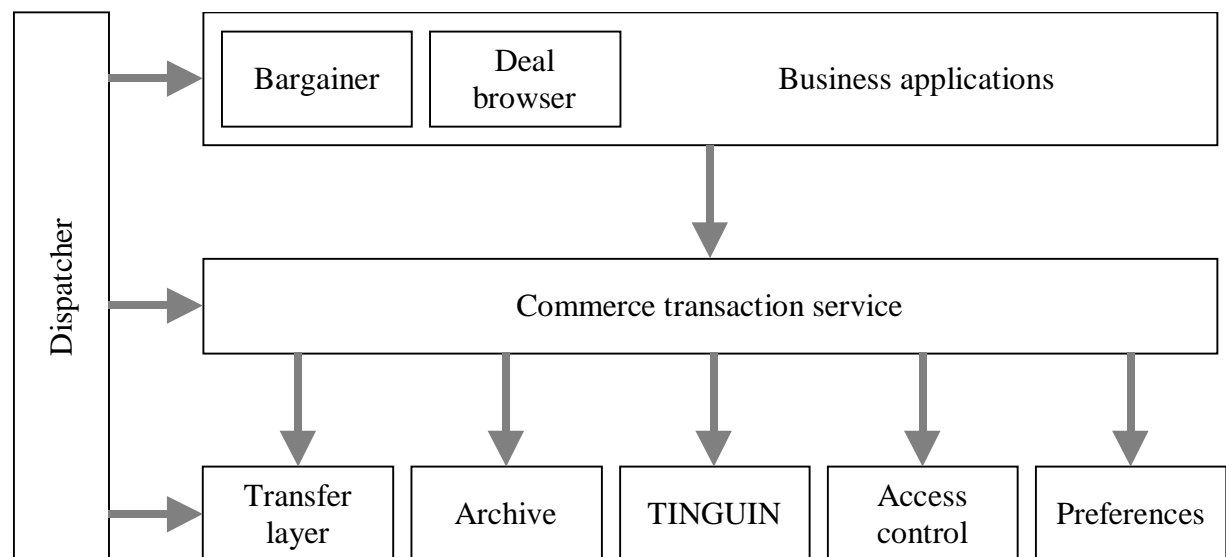 Dispatcher
Bargainer
Deal
browser
Business applications
Commerce transaction service
Transfer
layer
Archive
TINGUIN
Access
control
Preferences